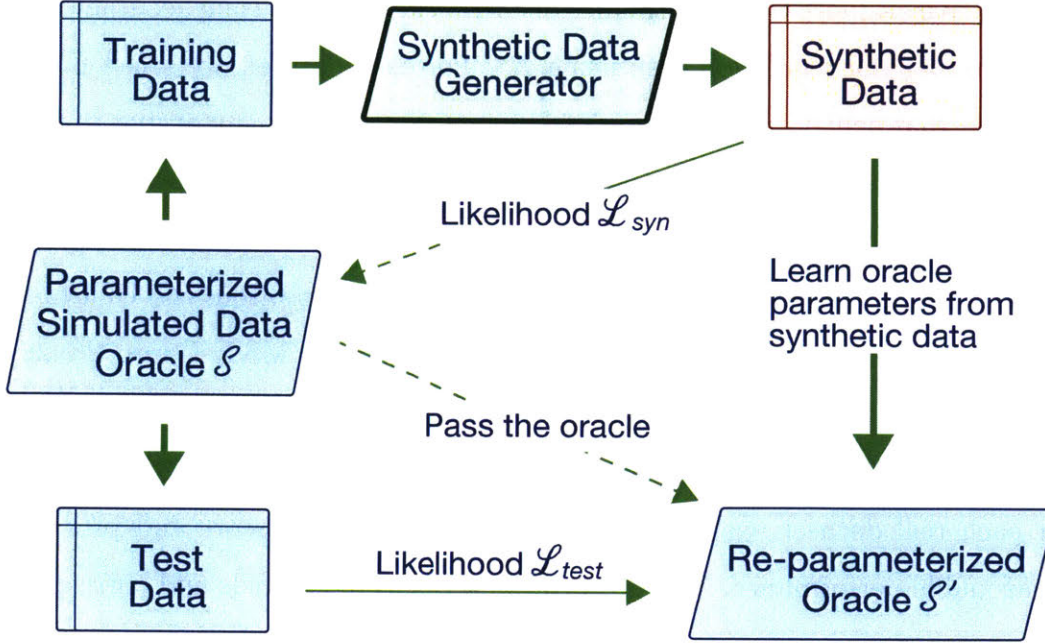 Training
Data
Synthetic Data
Generator
Synthetic
Data
Likelihood ℒ syn
Parameterized
Simulated Data
Oracle 𝒮
Learn oracle
parameters from
synthetic data
Pass the oracle
Test
Data
Likelihood ℒtest
Re-parameterized
Oracle 𝒮′